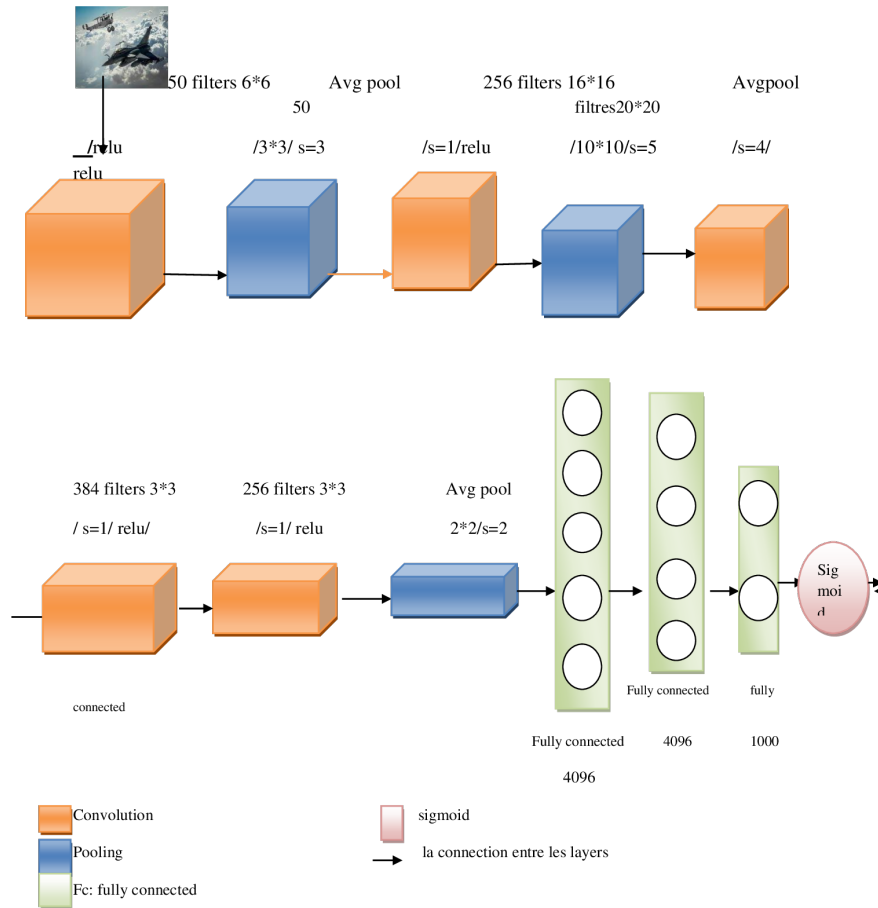 50 filters 6*6 Avg pool 256 filters 16*16 Avgpool
50 filtres20*20
/relu /3*3/ s=3 /s=1/relu /10*10/s=5 /s=4/
relu
384 filters 3*3 256 filters 3*3 Avg pool
/ s=1/ relu/ /s=1/ relu 2*2/s=2
Sig
moi
d
Fully connected fully
connected
Fully connected 4096 1000
4096
Convolution sigmoid
Pooling la connection entre les layers
Fc: fully connected